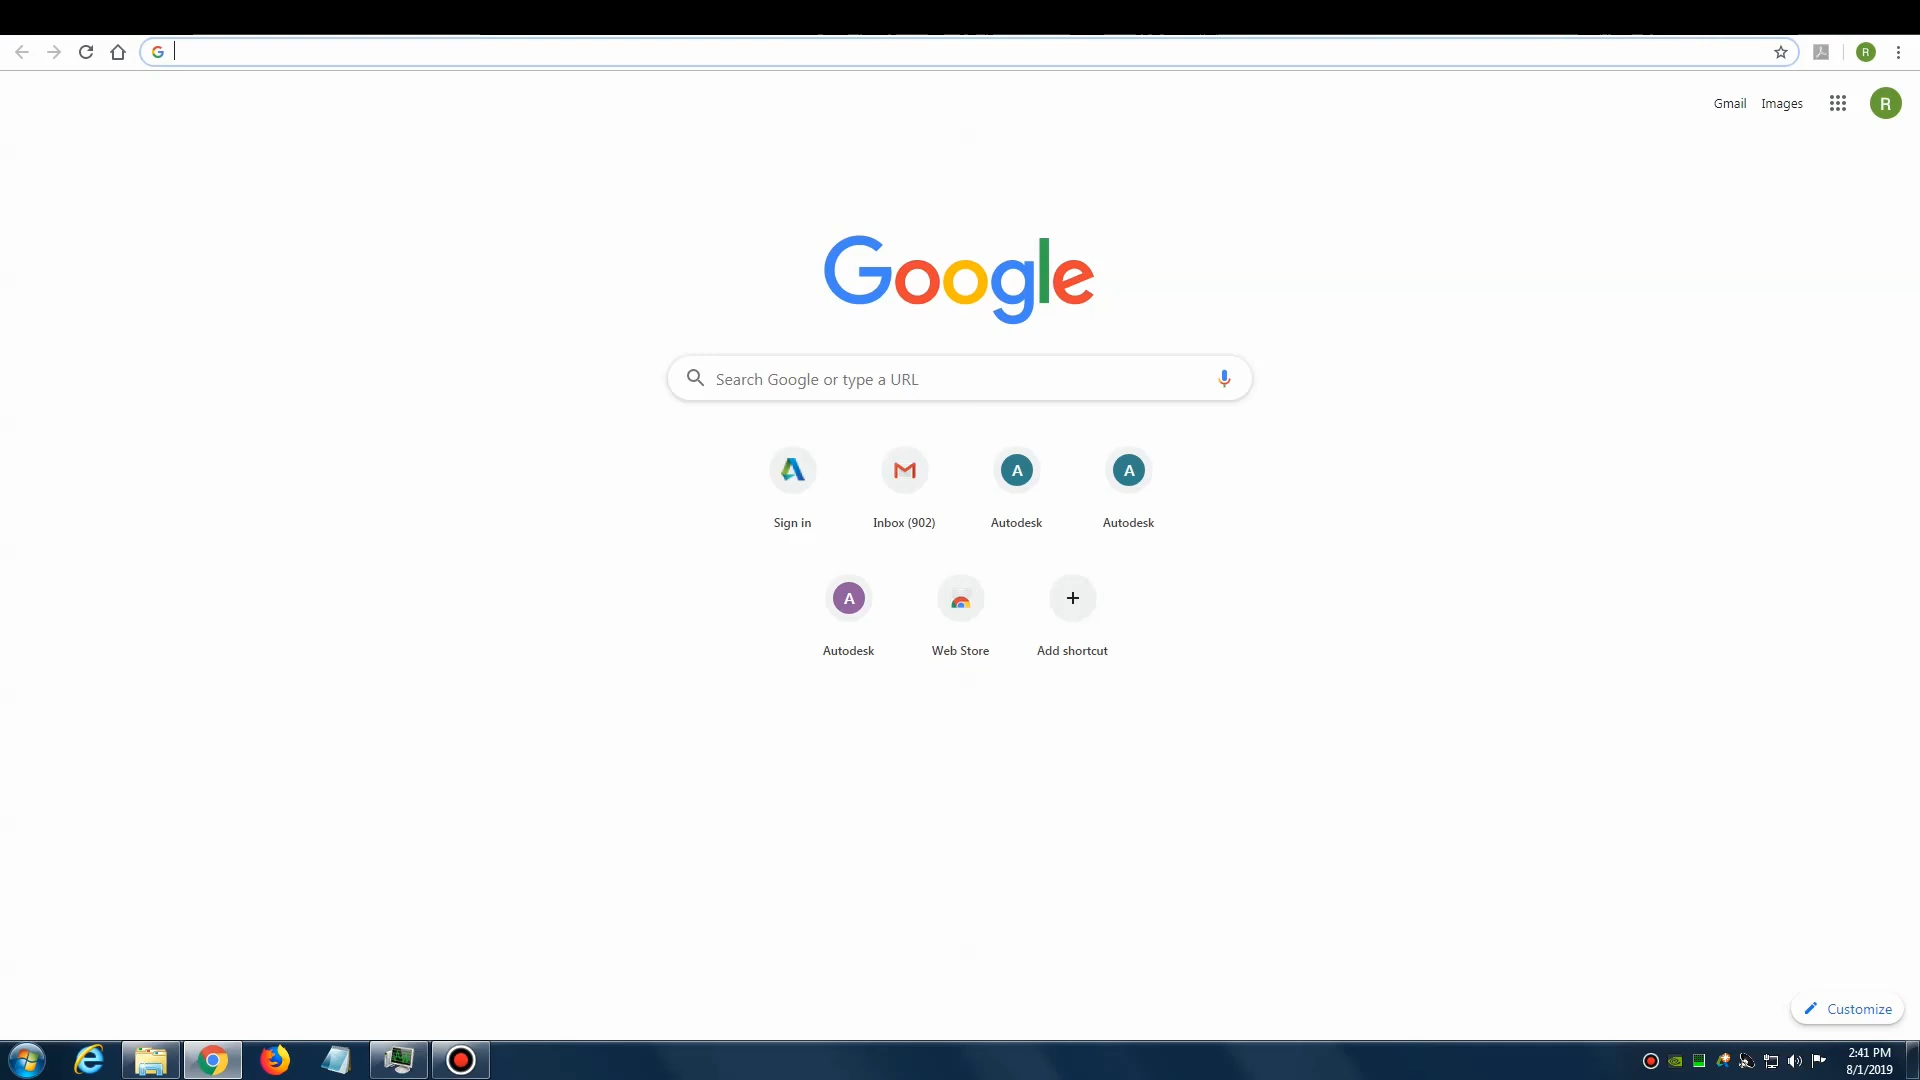 R
Gmail Images R
Google
Search Google or type a URL
A A
Sign in Inbox (902) Autodesk Autodesk
A
Autodesk Web Store Add shortcut
Customize
2:41 PM
8/1/2019